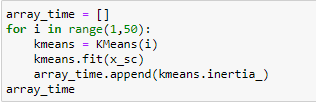 array_time = []
for i in range(1,50):
    kmeans = KMeans(i)
    kmeans.fit(x_sc)
    array_time.append(kmeans.inertia_)
array_time